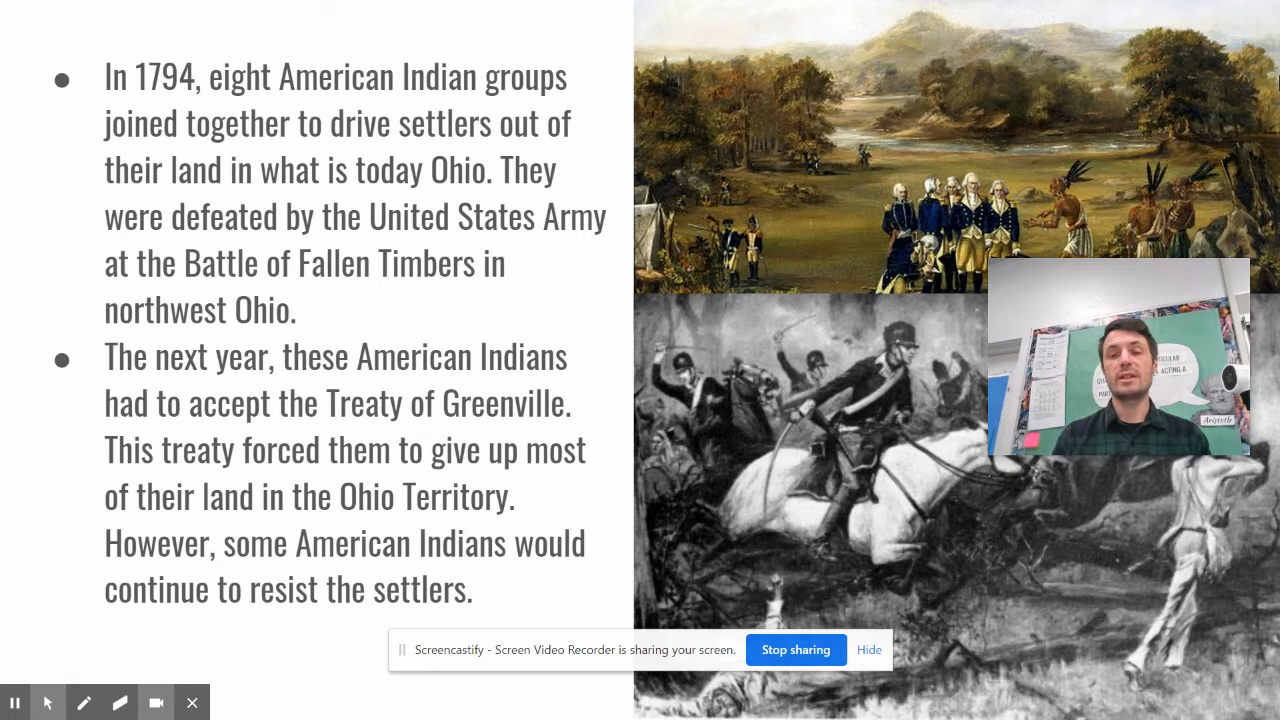 ● In 1794, eight American Indian groups
joined together to drive settlers out of
their land in what is today Ohio. They
were defeated by the United States Army
at the Battle of Fallen Timbers in
northwest Ohio.
● The next year, these American Indians
had to accept the Treaty of Greenville.
This treaty forced them to give up most
of their land in the Ohio Territory.
However, some American Indians would
continue to resist the settlers.
ACTING A
Aristotle
Screencastify - Screen Video Recorder is sharing your screen.
Stop sharing
Hide